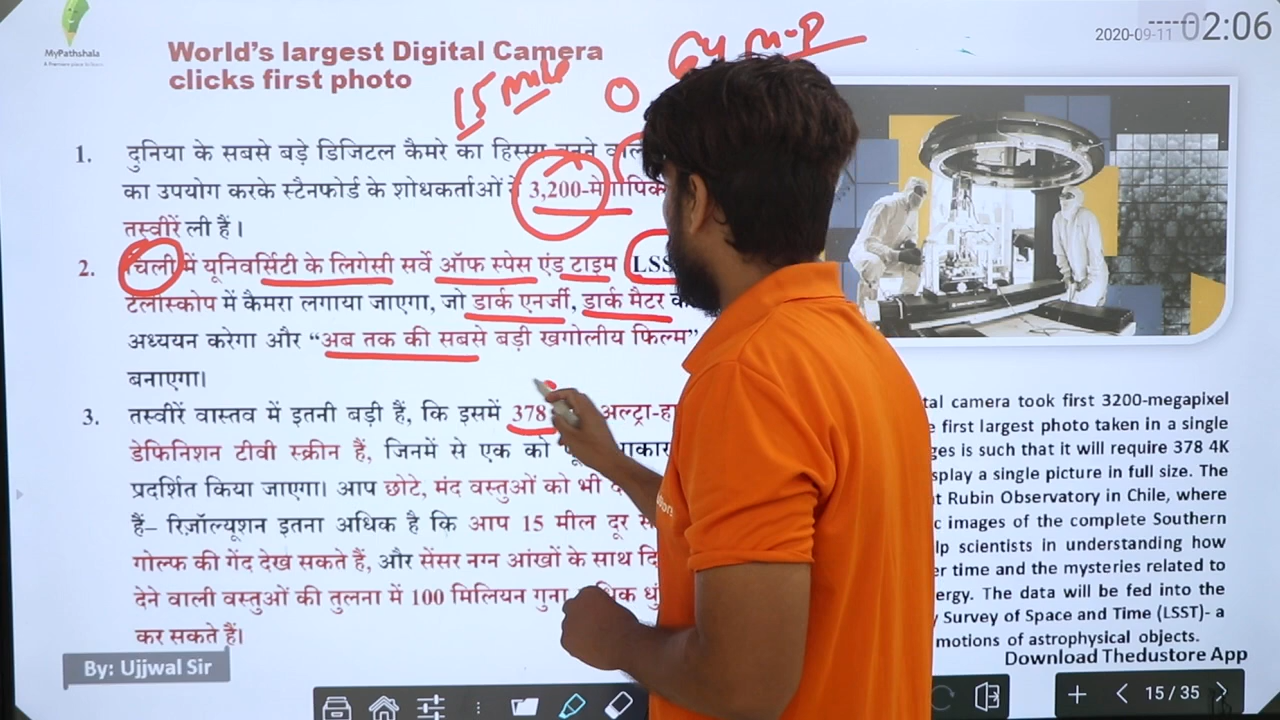 MyPathshala
World's largest Digital Camera
clicks first photo
2020-09-11 02:06
15 mile
64 M.P
1. दुनिया के सबसे बड़े डिजिटल कैमरे का हिस्सा बनने
का उपयोग करके स्टैनफोर्ड के शोधकर्ताओं ने 3,200-मेगापिक
तस्वीरें ली हैं।
2. चिली में यूनिवर्सिटी के लिगेसी सर्वे ऑफ स्पेस एंड टाइम LSS
टेलीस्कोप में कैमरा लगाया जाएगा, जो डार्क एनर्जी, डार्क मैटर
अध्ययन करेगा और “अब तक की सबसे बड़ी खगोलीय फिल्म”
बनाएगा।
3. तस्वीरें वास्तव में इतनी बड़ी हैं, कि इसमें 378 अल्ट्रा-हा
डेफिनिशन टीवी स्क्रीन हैं, जिनमें से एक को आकार
प्रदर्शित किया जाएगा। आप छोटे, मंद वस्तुओं को भी
हैं– रिज़ॉल्यूशन इतना अधिक है कि आप 15 मील दूर
गोल्फ की गेंद देख सकते हैं, और सेंसर नग्न आंखों के साथ
देने वाली वस्तुओं की तुलना में 100 मिलियन गुना
कर सकते हैं।
tal camera took first 3200-megapixel
e first largest photo taken in a single
ges is such that it will require 378 4K
splay a single picture in full size. The
t Rubin Observatory in Chile, where
c images of the complete Southern
lp scientists in understanding how
er time and the mysteries related to
ergy. The data will be fed into the
Survey of Space and Time (LSST)- a
motions of astrophysical objects.
By: Ujjwal Sir
Download Thedustore App
15 / 35